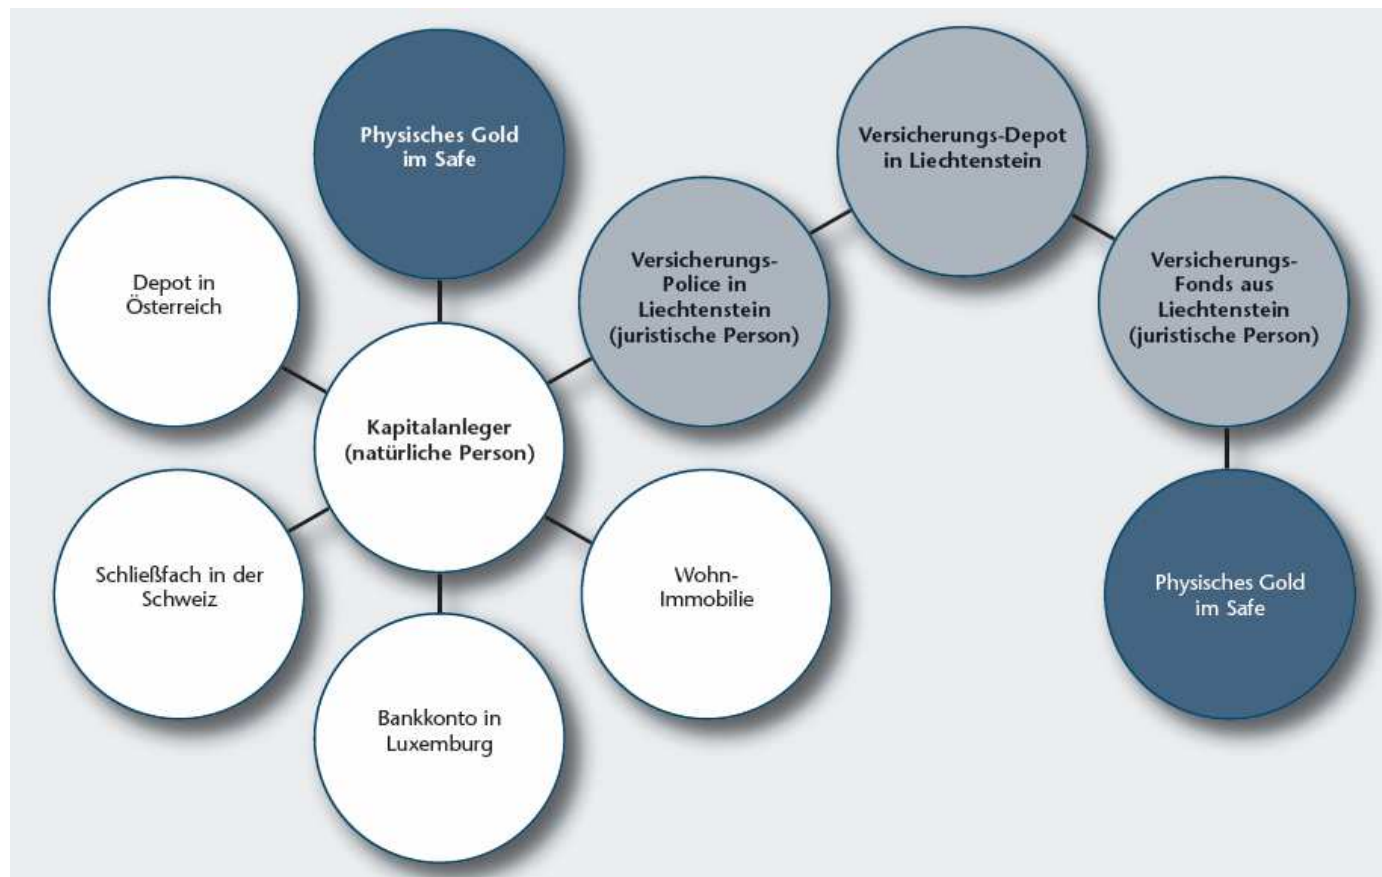 Physisches Gold
im Safe
Versicherungs-Depot
in Liechtenstein
Depot in
Österreich
Versicherungs-
Police in
Liechtenstein
(juristische Person)
Versicherungs-
Fonds aus
Liechtenstein
(juristische Person)
Kapitalanleger
(natürliche Person)
Schließfach in der
Schweiz
Wohn-
Immobilie
Physisches Gold
im Safe
Bankkonto in
Luxemburg